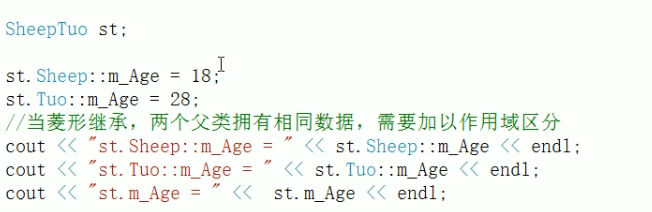 SheepTuo st;
st.Sheep::m_Age = 18;
st.Tuo::m_Age = 28;
//当菱形继承，两个父类拥有相同数据，需要加以作用域区分
cout << "st.Sheep::m_Age = " << st.Sheep::m_Age << endl;
cout << "st.Tuo::m_Age = " << st.Tuo::m_Age << endl;
cout << "st.m_Age = " <<  st.m_Age << endl;